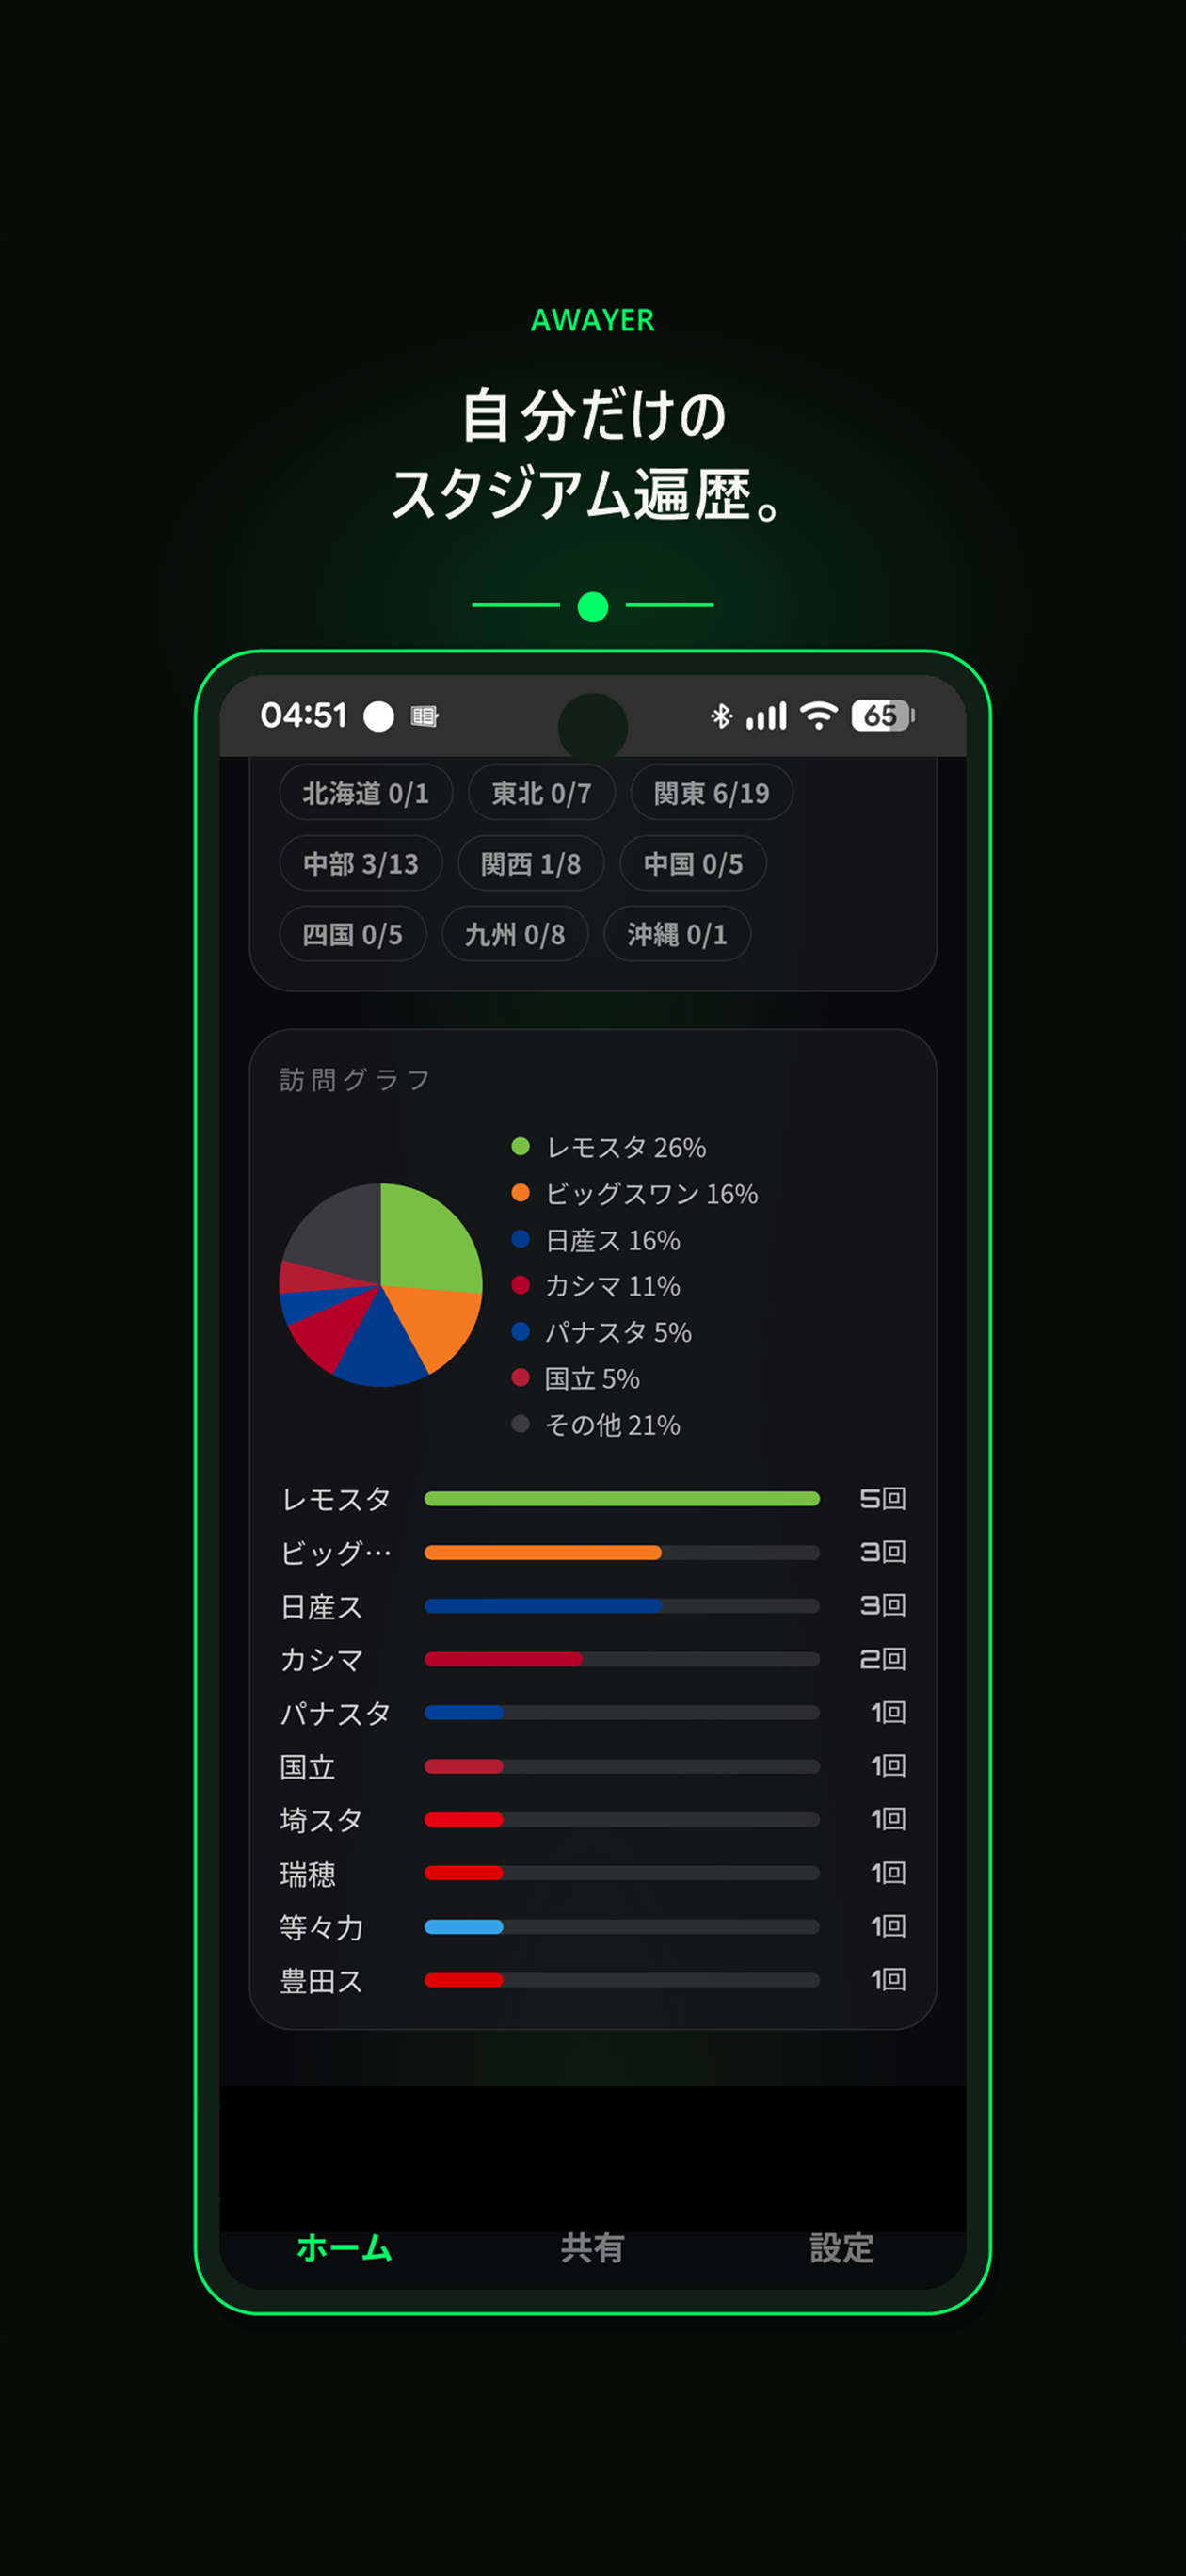 AWAYER
自分だけの
スタジアム遍歴。
04:51 65
北海道 0/1 東北 0/7 関東 6/19
中部 3/13 関西 1/8 中国 0/5
四国 0/5 九州 0/8 沖縄 0/1
訪問グラフ
レモスタ 26%
ビッグスワン 16%
日産ス 16%
カシマ 11%
パナスタ 5%
国立 5%
その他 21%
レモスタ 5回
ビッグ… 3回
日産ス 3回
カシマ 2回
パナスタ 1回
国立 1回
埼スタ 1回
瑞穂 1回
等々力 1回
豊田ス 1回
ホーム 共有 設定